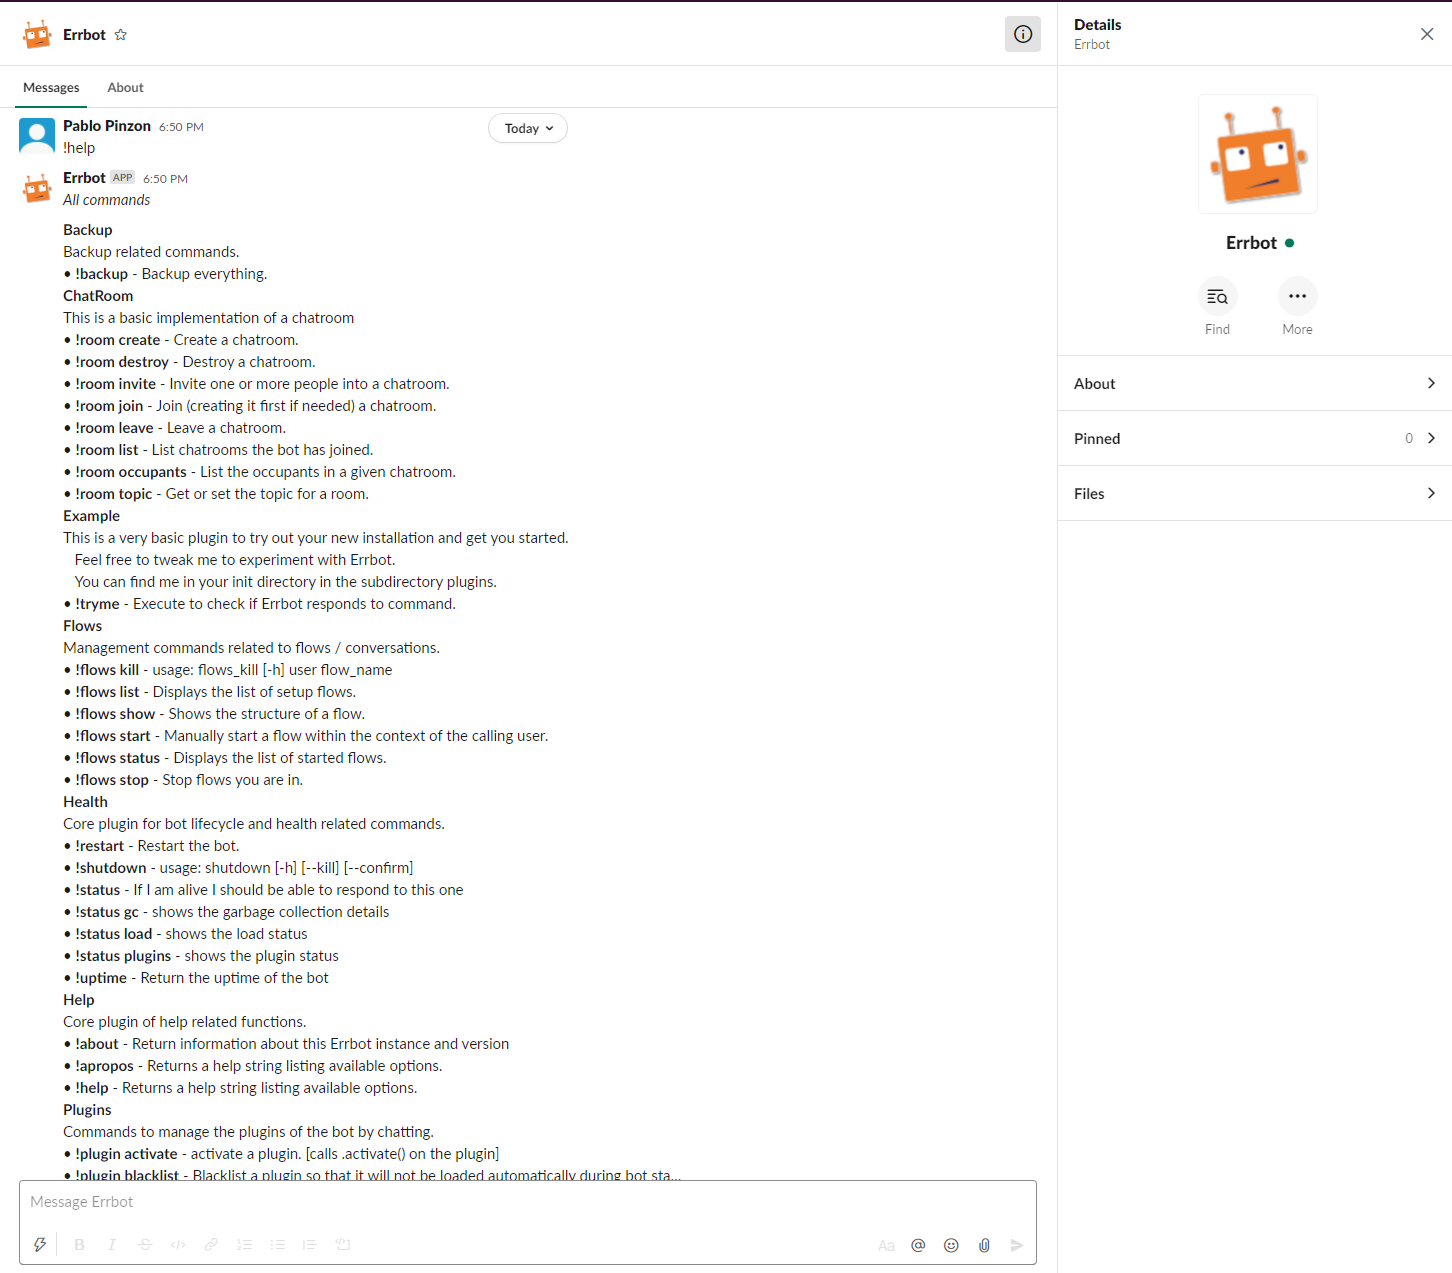 Errbot
Messages About
Pablo Pinzon 6:50 PM
Today
!help
Errbot APP 6:50 PM
All commands
Backup
Backup related commands.
• !backup - Backup everything.
ChatRoom
This is a basic implementation of a chatroom
• !room create - Create a chatroom.
• !room destroy - Destroy a chatroom.
• !room invite - Invite one or more people into a chatroom.
• !room join - Join (creating it first if needed) a chatroom.
• !room leave - Leave a chatroom.
• !room list - List chatrooms the bot has joined.
• !room occupants - List the occupants in a given chatroom.
• !room topic - Get or set the topic for a room.
Example
This is a very basic plugin to try out your new installation and get you started.
Feel free to tweak me to experiment with Errbot.
You can find me in your init directory in the subdirectory plugins.
• !tryme - Execute to check if Errbot responds to command.
Flows
Management commands related to flows / conversations.
• !flows kill - usage: flows_kill [-h] user flow_name
• !flows list - Displays the list of setup flows.
• !flows show - Shows the structure of a flow.
• !flows start - Manually start a flow within the context of the calling user.
• !flows status - Displays the list of started flows.
• !flows stop - Stop flows you are in.
Health
Core plugin for bot lifecycle and health related commands.
• !restart - Restart the bot.
• !shutdown - usage: shutdown [-h] [--kill] [--confirm]
• !status - If I am alive I should be able to respond to this one
• !status gc - shows the garbage collection details
• !status load - shows the load status
• !status plugins - shows the plugin status
• !uptime - Return the uptime of the bot
Help
Core plugin of help related functions.
• !about - Return information about this Errbot instance and version
• !apropos - Returns a help string listing available options.
• !help - Returns a help string listing available options.
Plugins
Commands to manage the plugins of the bot by chatting.
• !plugin activate - activate a plugin. [calls .activate() on the plugin]
• !plugin blacklist - Blacklist a plugin so that it will not be loaded automatically during bot sta...
Message Errbot
B I S </> Aa @
Details
Errbot
Errbot
Find More
About
Pinned 0
Files